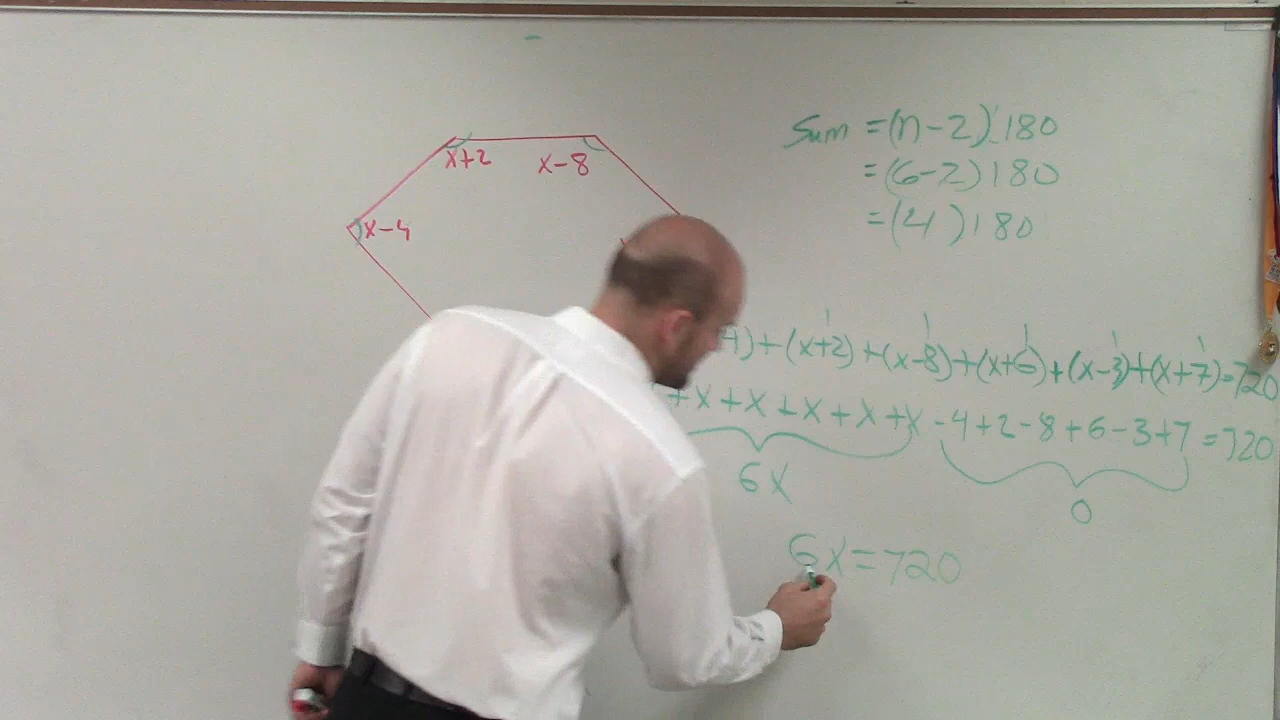 x+2
x-8
x-4
Sum = (n-2) 180
= (6-2) 180
= (4) 180
4)+(x+2)+(x-8)+(x+6)+(x-3)+(x+7)=720
+x+x+x+x+x-4+2-8+6-3+7=720
6x
0
6x=720